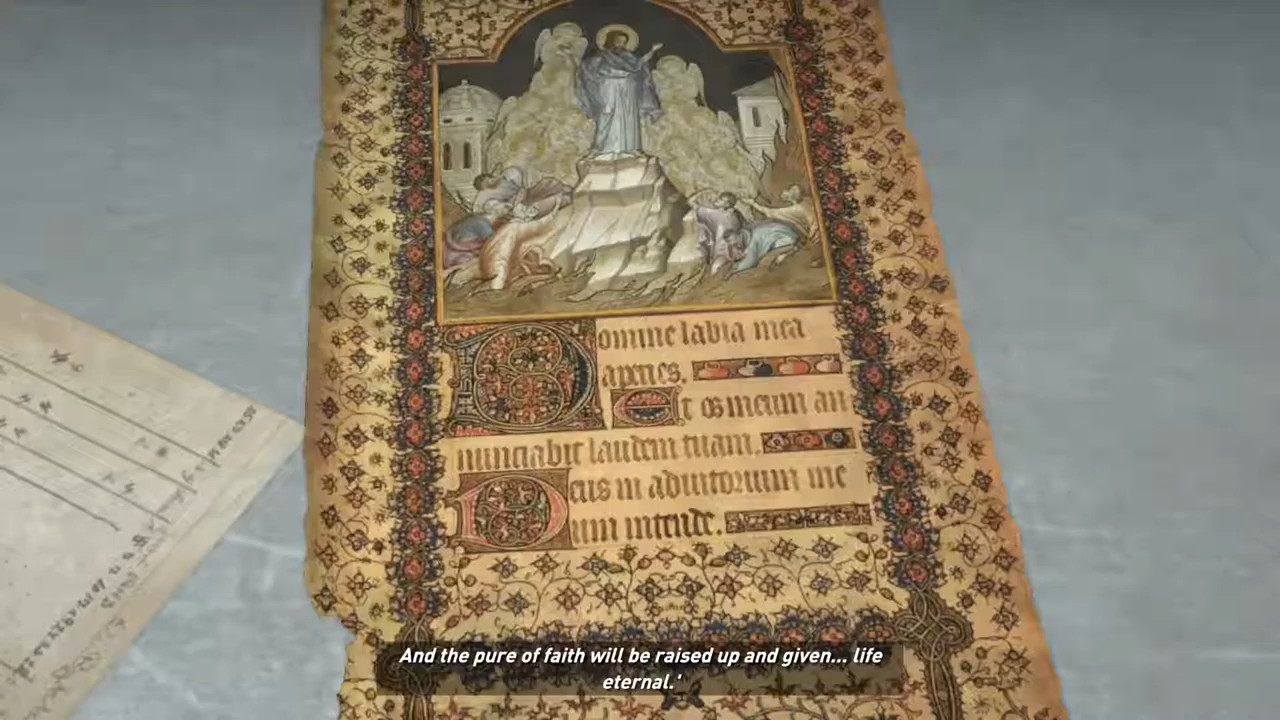 Domine labia mea
aperies.
Et os meum an
nunciabit laudem tuam.
Deus in adiutorium me
um intende.
And the pure of faith will be raised up and given... life
eternal.'